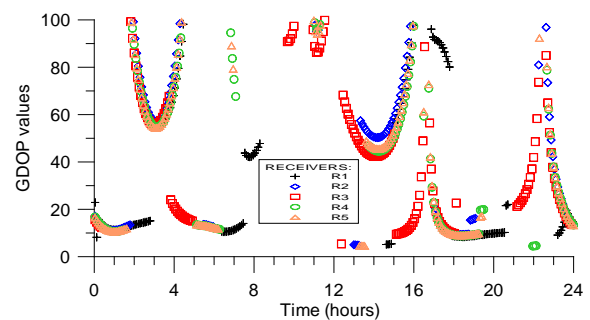 100
80
60
40
20
0
GDOP values
RECEIVERS:
R1
R2
R3
R4
R5
0 4 8 12 16 20 24
Time (hours)